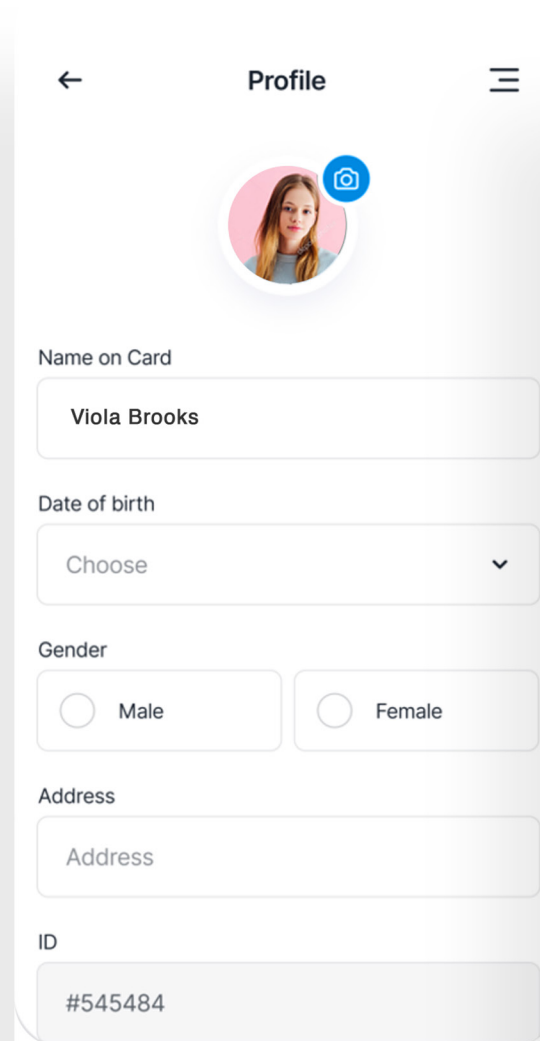 Profile
Name on Card
Viola Brooks
Date of birth
Choose
Gender
Male Female
Address
Address
ID
#545484